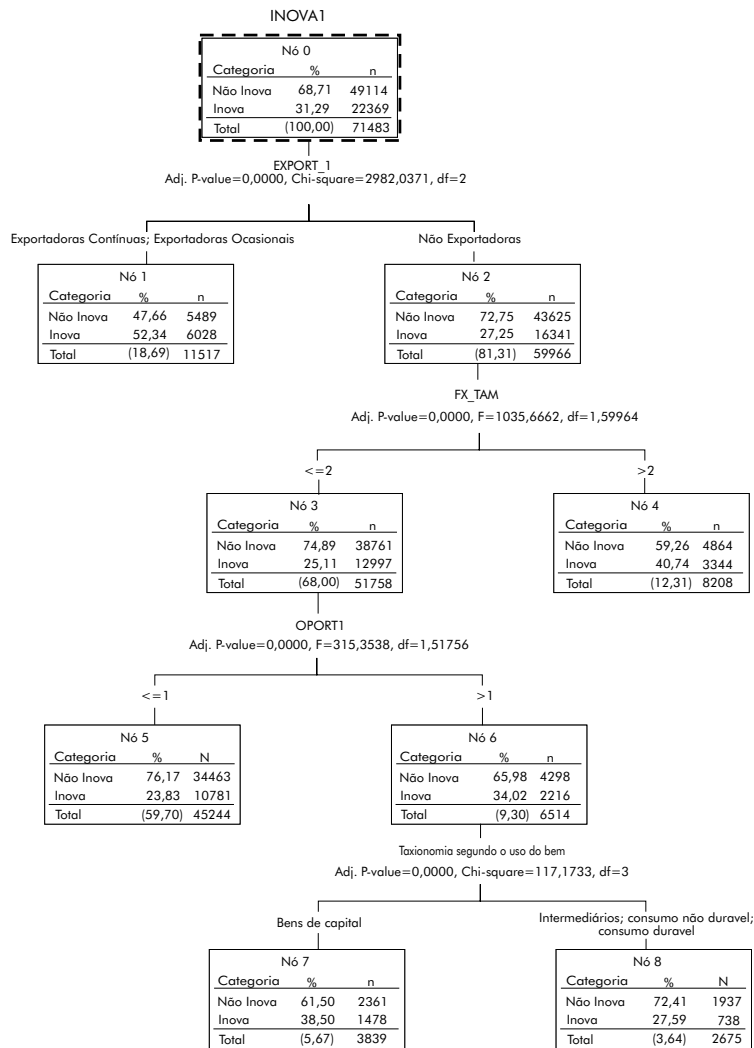 INOVA1
Nó 0
Categoria % n
Não Inova 68,71 49114
Inova 31,29 22369
Total (100,00) 71483
EXPORT_1
Adj. P-value=0,0000, Chi-square=2982,0371, df=2
Exportadoras Contínuas; Exportadoras Ocasionais
Não Exportadoras
Nó 1
Categoria % n
Não Inova 47,66 5489
Inova 52,34 6028
Total (18,69) 11517
Nó 2
Categoria % n
Não Inova 72,75 43625
Inova 27,25 16341
Total (81,31) 59966
FX_TAM
Adj. P-value=0,0000, F=1035,6662, df=1,59964
<=2
>2
Nó 3
Categoria % n
Não Inova 74,89 38761
Inova 25,11 12997
Total (68,00) 51758
Nó 4
Categoria % n
Não Inova 59,26 4864
Inova 40,74 3344
Total (12,31) 8208
OPORT1
Adj. P-value=0,0000, F=315,3538, df=1,51756
<=1
>1
Nó 5
Categoria % N
Não Inova 76,17 34463
Inova 23,83 10781
Total (59,70) 45244
Nó 6
Categoria % n
Não Inova 65,98 4298
Inova 34,02 2216
Total (9,30) 6514
Taxionomia segundo o uso do bem
Adj. P-value=0,0000, Chi-square=117,1733, df=3
Bens de capital
Intermediários; consumo não duravel;
consumo duravel
Nó 7
Categoria % n
Não Inova 61,50 2361
Inova 38,50 1478
Total (5,67) 3839
Nó 8
Categoria % N
Não Inova 72,41 1937
Inova 27,59 738
Total (3,64) 2675